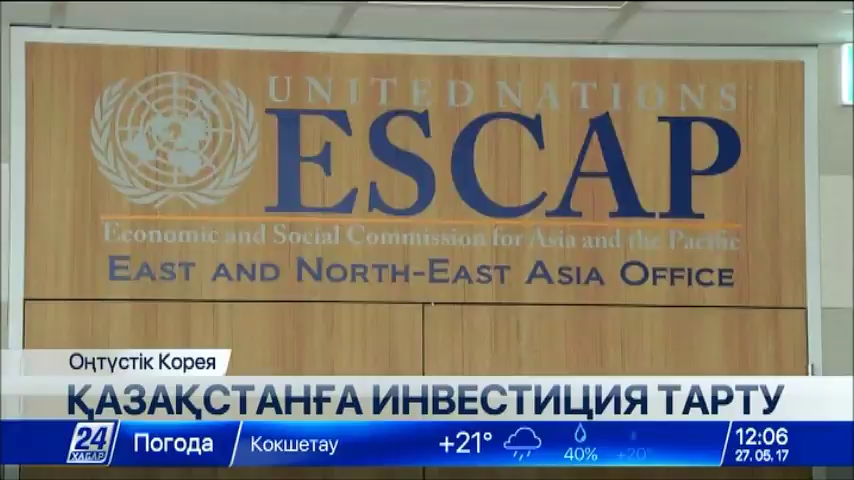 UNITED NATIONS
ESCAP
Economic and Social Commission for Asia and the Pacific
EAST AND NORTH-EAST ASIA OFFICE
Оңтүстік Корея
ҚАЗАҚСТАНҒА ИНВЕСТИЦИЯ ТАРТУ
24 ХАБАР Погода Кокшетау +21° 40% +20° 12:06
27.05.17